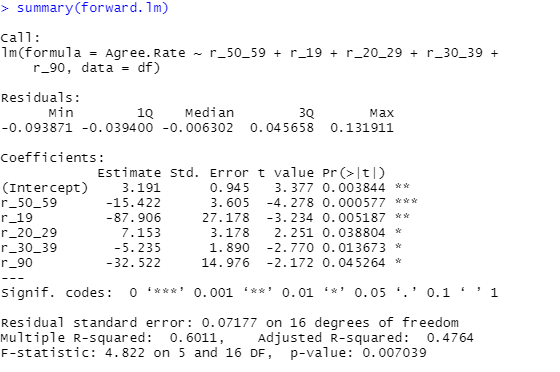 > summary(forward.lm)
Call:
lm(formula = Agree.Rate ~ r_50_59 + r_19 + r_20_29 + r_30_39 +
    r_90, data = df)
Residuals:
      Min        1Q    Median        3Q       Max
-0.093871 -0.039400 -0.006302  0.045658  0.131911
Coefficients:
            Estimate Std. Error t value Pr(>|t|)
(Intercept)    3.191      0.945   3.377 0.003844 **
r_50_59      -15.422      3.605  -4.278 0.000577 ***
r_19         -87.906     27.178  -3.234 0.005187 **
r_20_29        7.153      3.178   2.251 0.038804 *
r_30_39       -5.235      1.890  -2.770 0.013673 *
r_90         -32.522     14.976  -2.172 0.045264 *
---
Signif. codes:  0 ‘***’ 0.001 ‘**’ 0.01 ‘*’ 0.05 ‘.’ 0.1 ‘ ’ 1
Residual standard error: 0.07177 on 16 degrees of freedom
Multiple R-squared:  0.6011,    Adjusted R-squared:  0.4764
F-statistic: 4.822 on 5 and 16 DF,  p-value: 0.007039